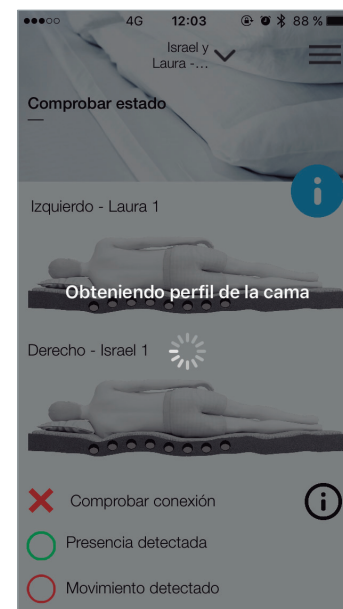 4G 12:03 88 %
Israel y
Laura -...
Comprobar estado
Izquierdo - Laura 1
Obteniendo perfil de la cama
Derecho - Israel 1
Comprobar conexión
Presencia detectada
Movimiento detectado